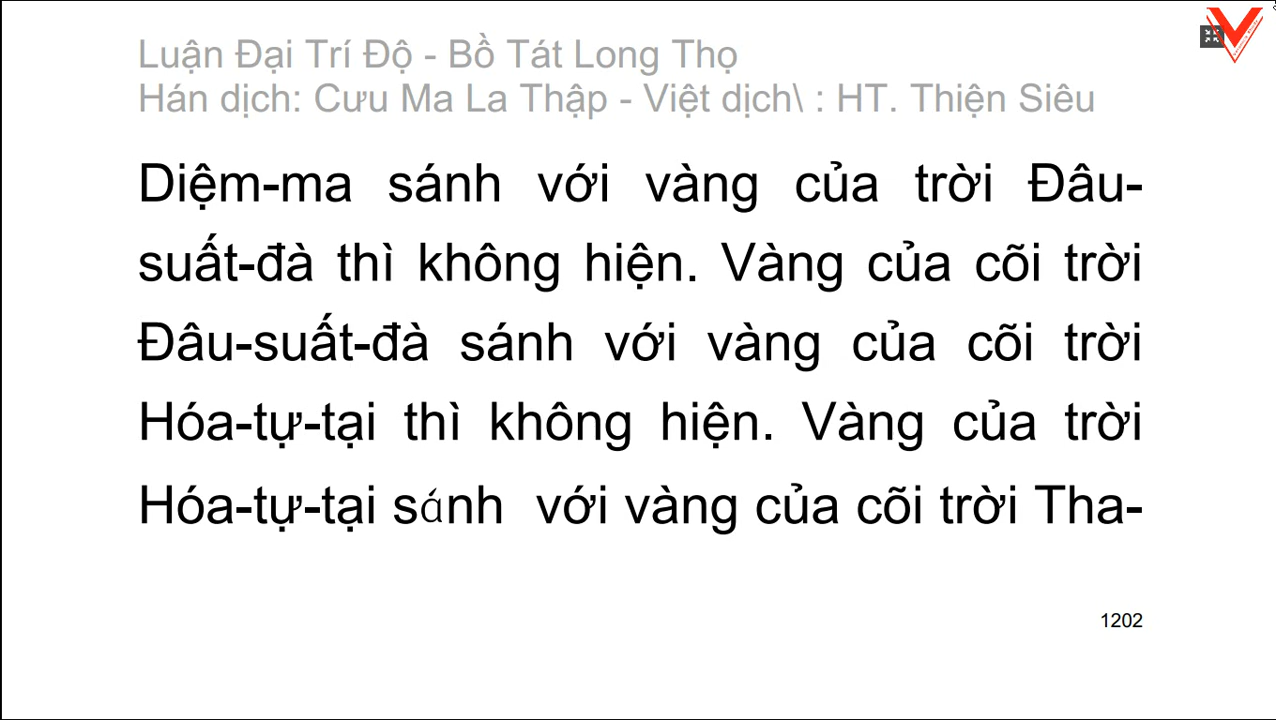 Luận Đại Trí Độ - Bồ Tát Long Thọ
Hán dịch: Cưu Ma La Thập - Việt dịch\ : HT. Thiện Siêu
Diệm-ma sánh với vàng của trời Đâu-
suất-đà thì không hiện. Vàng của cõi trời
Đâu-suất-đà sánh với vàng của cõi trời
Hóa-tự-tại thì không hiện. Vàng của trời
Hóa-tự-tại sánh với vàng của cõi trời Tha-
1202